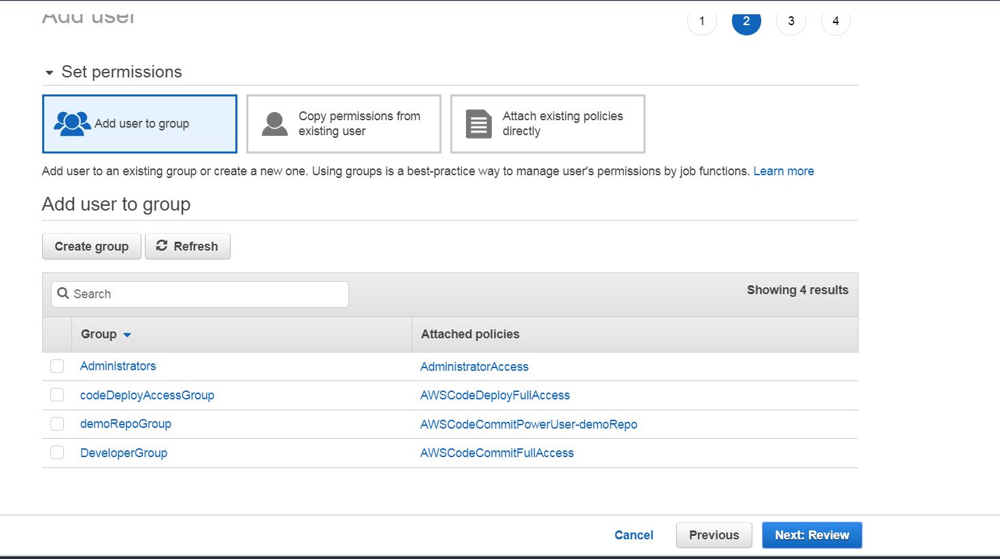 Add user
1 2 3 4
Set permissions
Add user to group
Copy permissions from
existing user
Attach existing policies
directly
Add user to an existing group or create a new one. Using groups is a best-practice way to manage user's permissions by job functions. Learn more
Add user to group
Create group Refresh
Search
Showing 4 results
Group Attached policies
Administrators AdministratorAccess
codeDeployAccessGroup AWSCodeDeployFullAccess
demoRepoGroup AWSCodeCommitPowerUser-demoRepo
DeveloperGroup AWSCodeCommitFullAccess
Cancel Previous Next: Review